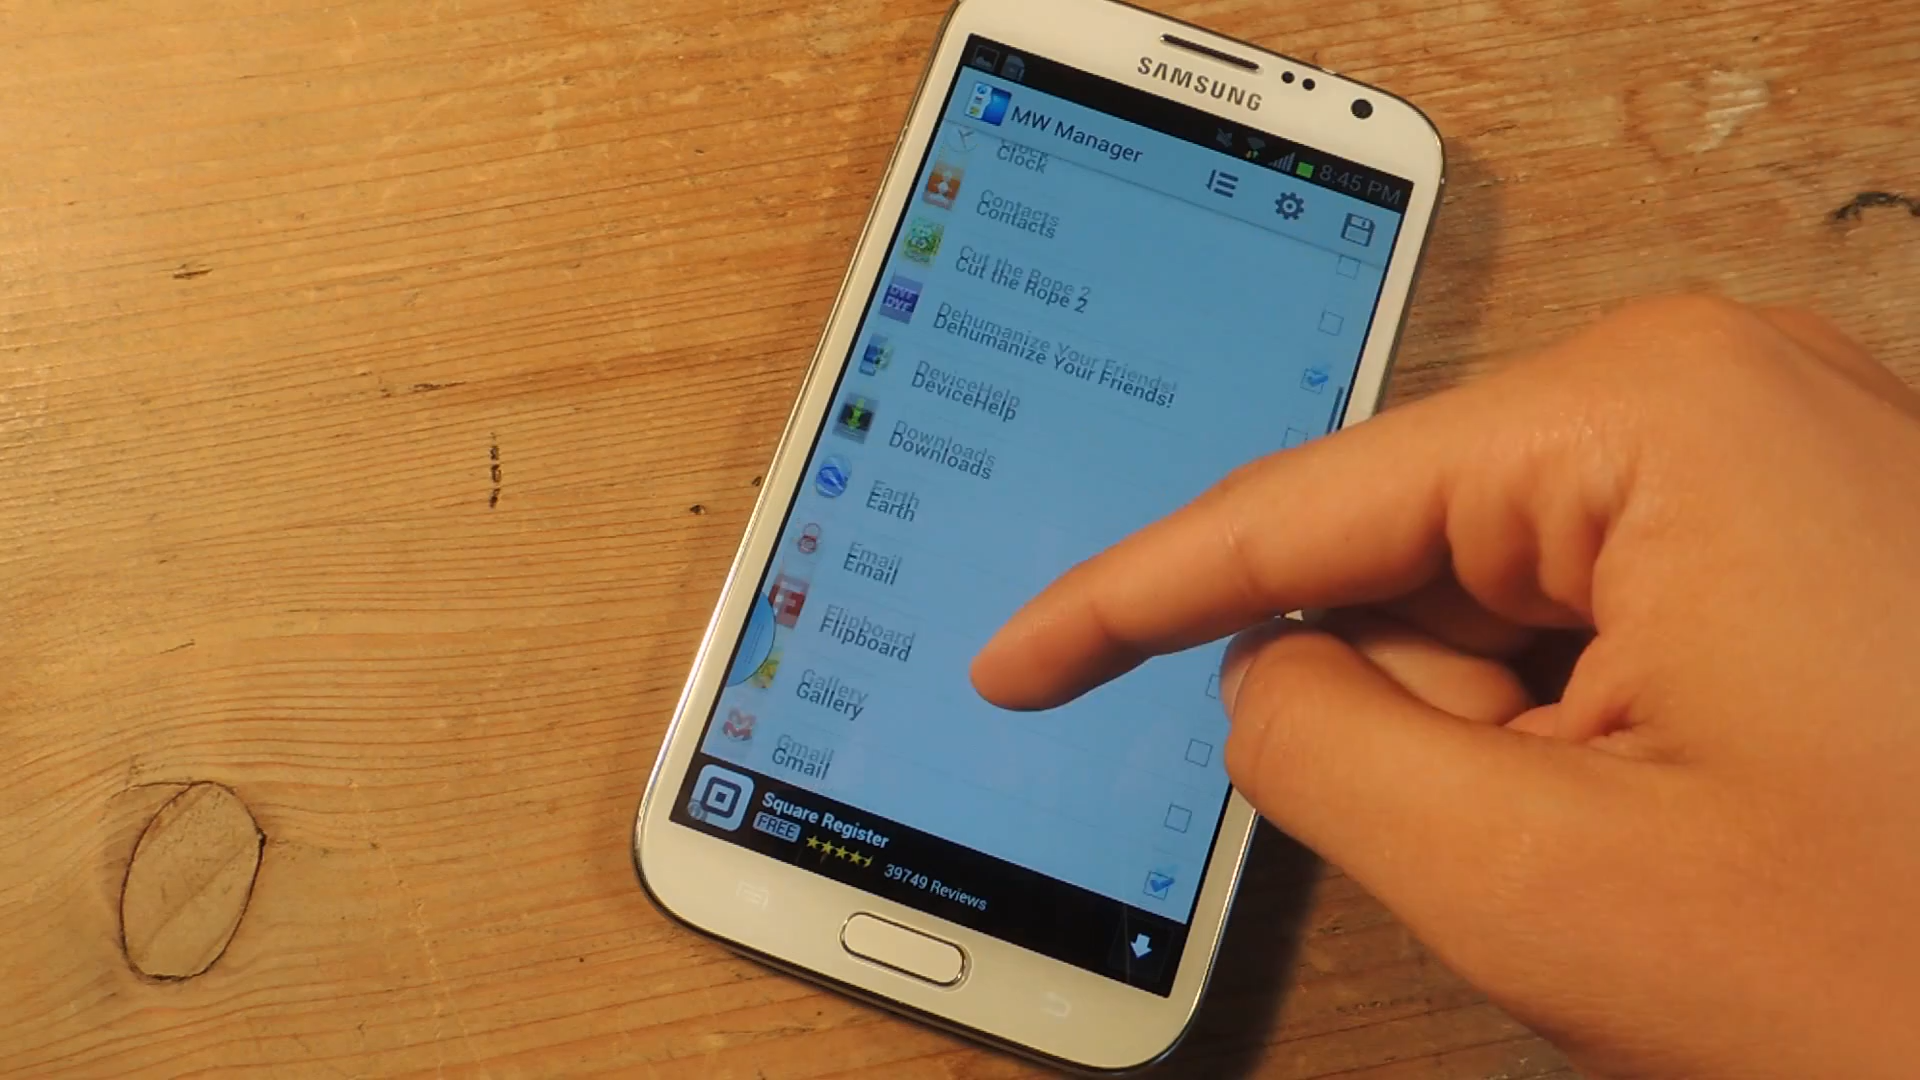 SAMSUNG
8:45 PM
MW Manager
Clock
Contacts
Cut the Rope 2
Dehumanize Your Friends!
DeviceHelp
Downloads
Earth
Email
Flipboard
Gallery
Gmail
Square Register
FREE
39749 Reviews